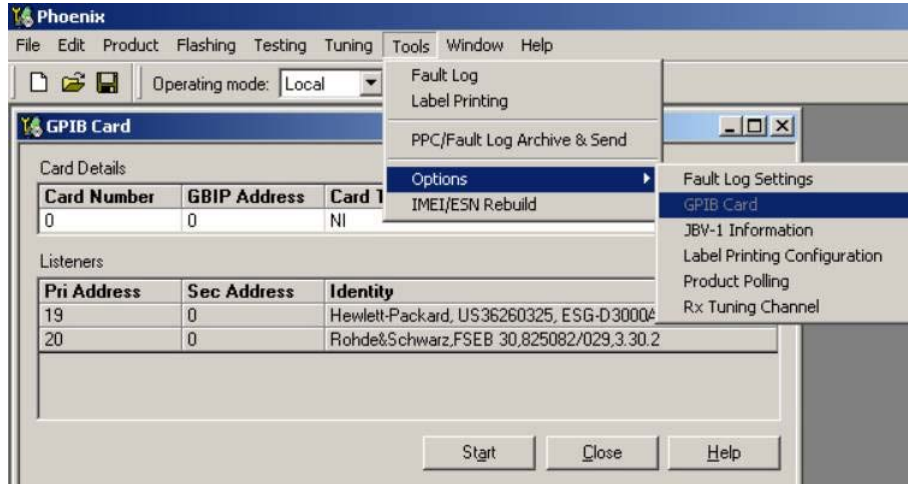 Phoenix
File Edit Product Flashing Testing Tuning Tools Window Help
Operating mode: Local
Fault Log
Label Printing
PPC/Fault Log Archive & Send
Options
IMEI/ESN Rebuild
Fault Log Settings
GPIB Card
JBV-1 Information
Label Printing Configuration
Product Polling
Rx Tuning Channel
GPIB Card
Card Details
Card Number GBIP Address Card T
0 0 NI
Listeners
Pri Address Sec Address Identity
19 0 Hewlett-Packard, US36260325, ESG-D3000A
20 0 Rohde&Schwarz,FSEB 30,825082/029,3.30.2
Start Close Help